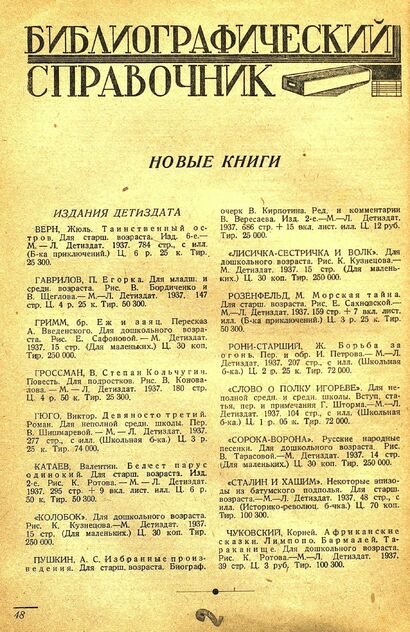 БИБЛИОГРАФИЧЕСКИЙ
СПРАВОЧНИК
НОВЫЕ КНИГИ
ИЗДАНИЯ ДЕТИЗДАТА
ВЕРН, Жюль. Таинственный ост-
ров. Для старш. возраста. Изд. 6-е.—
М.—Л. Детиздат. 1937. 784 стр., с илл.
(Б-ка приключений.) Ц. 6 р. 25 к. Тир.
25 300.
ГАВРИЛОВ, П. Егорка. Для младш. и
средн. возраста. Рис. В. Бордиченко и
В. Щеглова.—М.—Л. Детиздат. 1937. 147
стр. Ц. 4 р. 25 к. Тир. 50 300.
ГРИММ, бр. Еж и заяц. Пересказ
А. Введенского. Для дошкольного возра-
ста. Рис. Е. Сафоновой.—М. Детиздат.
1937. 15 стр. (Для маленьких.) Ц. 30 коп.
Тир. 250 000.
ГРОССМАН, В. Степан Кольчугин.
Повесть. Для подростков. Рис. В. Конова-
лова.—М.—Л. Детиздат. 1937. 180 стр.
Ц. 4 р. 50 к. Тир. 25 300.
ГЮГО, Виктор. Девяносто третий.
Роман. Для неполной средн. школы. Пер.
В. Шишмаревой.—М.—Л. Детиздат. 1937.
277 стр., с илл. (Школьная б-ка.) Ц. 3 р.
25 к. Тир. 74 000.
КАТАЕВ, Валентин. Белеет парус
одинокий. Для старш. возраста. Изд.
2-е. Рис. К. Ротова.—М.—Л. Детиздат.
1937. 295 стр. + 9 вкл. лист. илл. Ц. 6 р.
50 к. Тир. 50 300.
«КОЛОБОК». Для дошкольного возраста.
Рис. К. Кузнецова.—М. Детиздат. 1937.
15 стр. (Для маленьких.) Ц. 30 коп. Тир.
250 000.
ПУШКИН, А. С. Избранные произ-
ведения. Для старш. возраста. Биограф.
очерк В. Кирпотина. Ред. и комментарии
В. Вересаева. Изд. 2-е.—М.—Л. Детиздат.
1937. 686 стр. + 15 вкл. лист. илл. Ц. 12 руб.
Тир. 25 000.
«ЛИСИЧКА-СЕСТРИЧКА И ВОЛК». Для
дошкольного возраста. Рис. К. Кузнецова.—
М. Детиздат. 1937. 15 стр. (Для малень-
ких.) Ц. 30 коп. Тир. 250 000.
РОЗЕНФЕЛЬД, М. Морская тайна.
Для старш. возраста. Рис. Е. Сахновской.—
М.—Л. Детиздат. 1937. 159 стр. + 7 вкл. лист.
илл. (Б-ка приключений.) Ц. 3 р. 25 к. Тир.
50 300.
РОНИ-СТАРШИЙ, Ж. Борьба за
огонь. Пер. и обр. И. Петрова.—М.—Л.
Детиздат. 1937. 207 стр., с илл. (Школьная
б-ка.) Ц. 2 р. 25 к. Тир. 72 000.
«СЛОВО О ПОЛКУ ИГОРЕВЕ». Для не-
полной средн. и средн. школы. Вступ. ста-
тья, пер. и примечания Г. Шторма.—М.—Л.
Детиздат. 1937. 104 стр., с илл. (Школьная
б-ка.) Ц. 1 р. 05 к. Тир. 72 000.
«СОРОКА-ВОРОНА». Русские народные
песенки. Для дошкольного возраста. Рис.
В. Тарасовой.—М. Детиздат. 1937. 14 стр.
(Для маленьких.) Ц. 30 коп. Тир. 250 000.
«СТАЛИН И ХАШИМ». Некоторые эпизо-
ды из батумского подполья. Для старш.
возраста.—М.—Л. Детиздат. 1937. 48 стр.,
с илл. (Историко-революц. б-чка.) Ц. 70 коп.
Тир. 100 300.
ЧУКОВСКИЙ, Корней. Африканские
сказки. Лимпопо. Бармалей. Та-
раканище. Для дошкольного возраста.
Рис. К. Ротова.—М.—Л. Детиздат. 1937.
39 стр. Ц. 3 руб. Тир. 100 300.
48